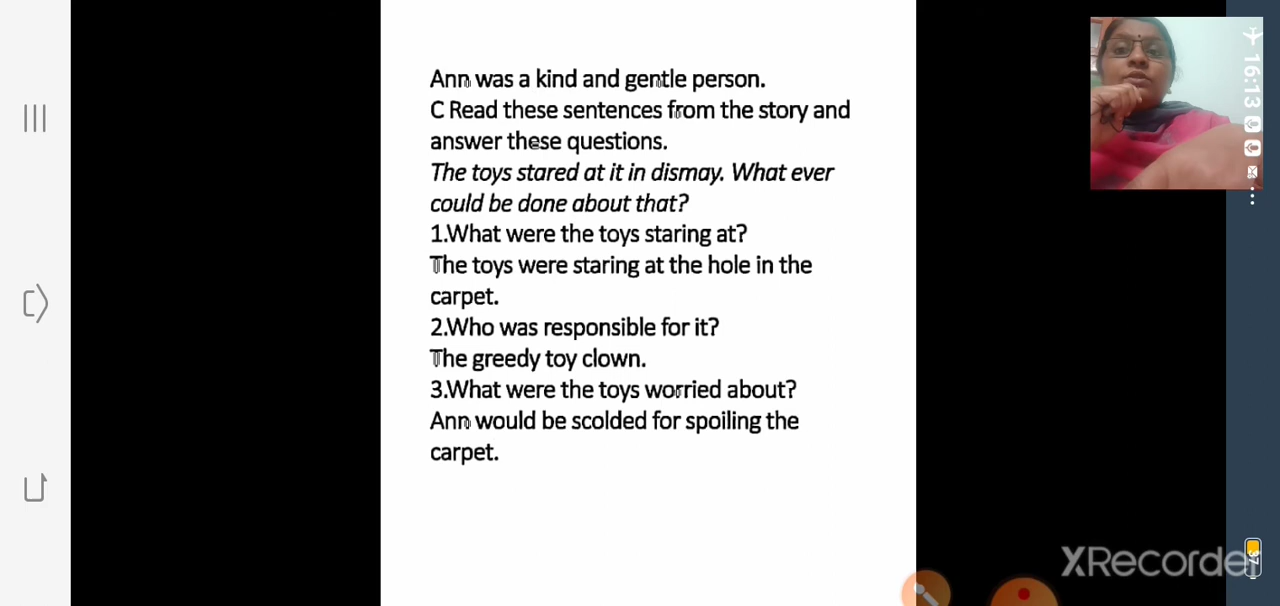 Ann was a kind and gentle person.
C Read these sentences from the story and
answer these questions.
The toys stared at it in dismay. What ever
could be done about that?
1.What were the toys staring at?
The toys were staring at the hole in the
carpet.
2.Who was responsible for it?
The greedy toy clown.
3.What were the toys worried about?
Ann would be scolded for spoiling the
carpet.
16:13
37
XRecorder